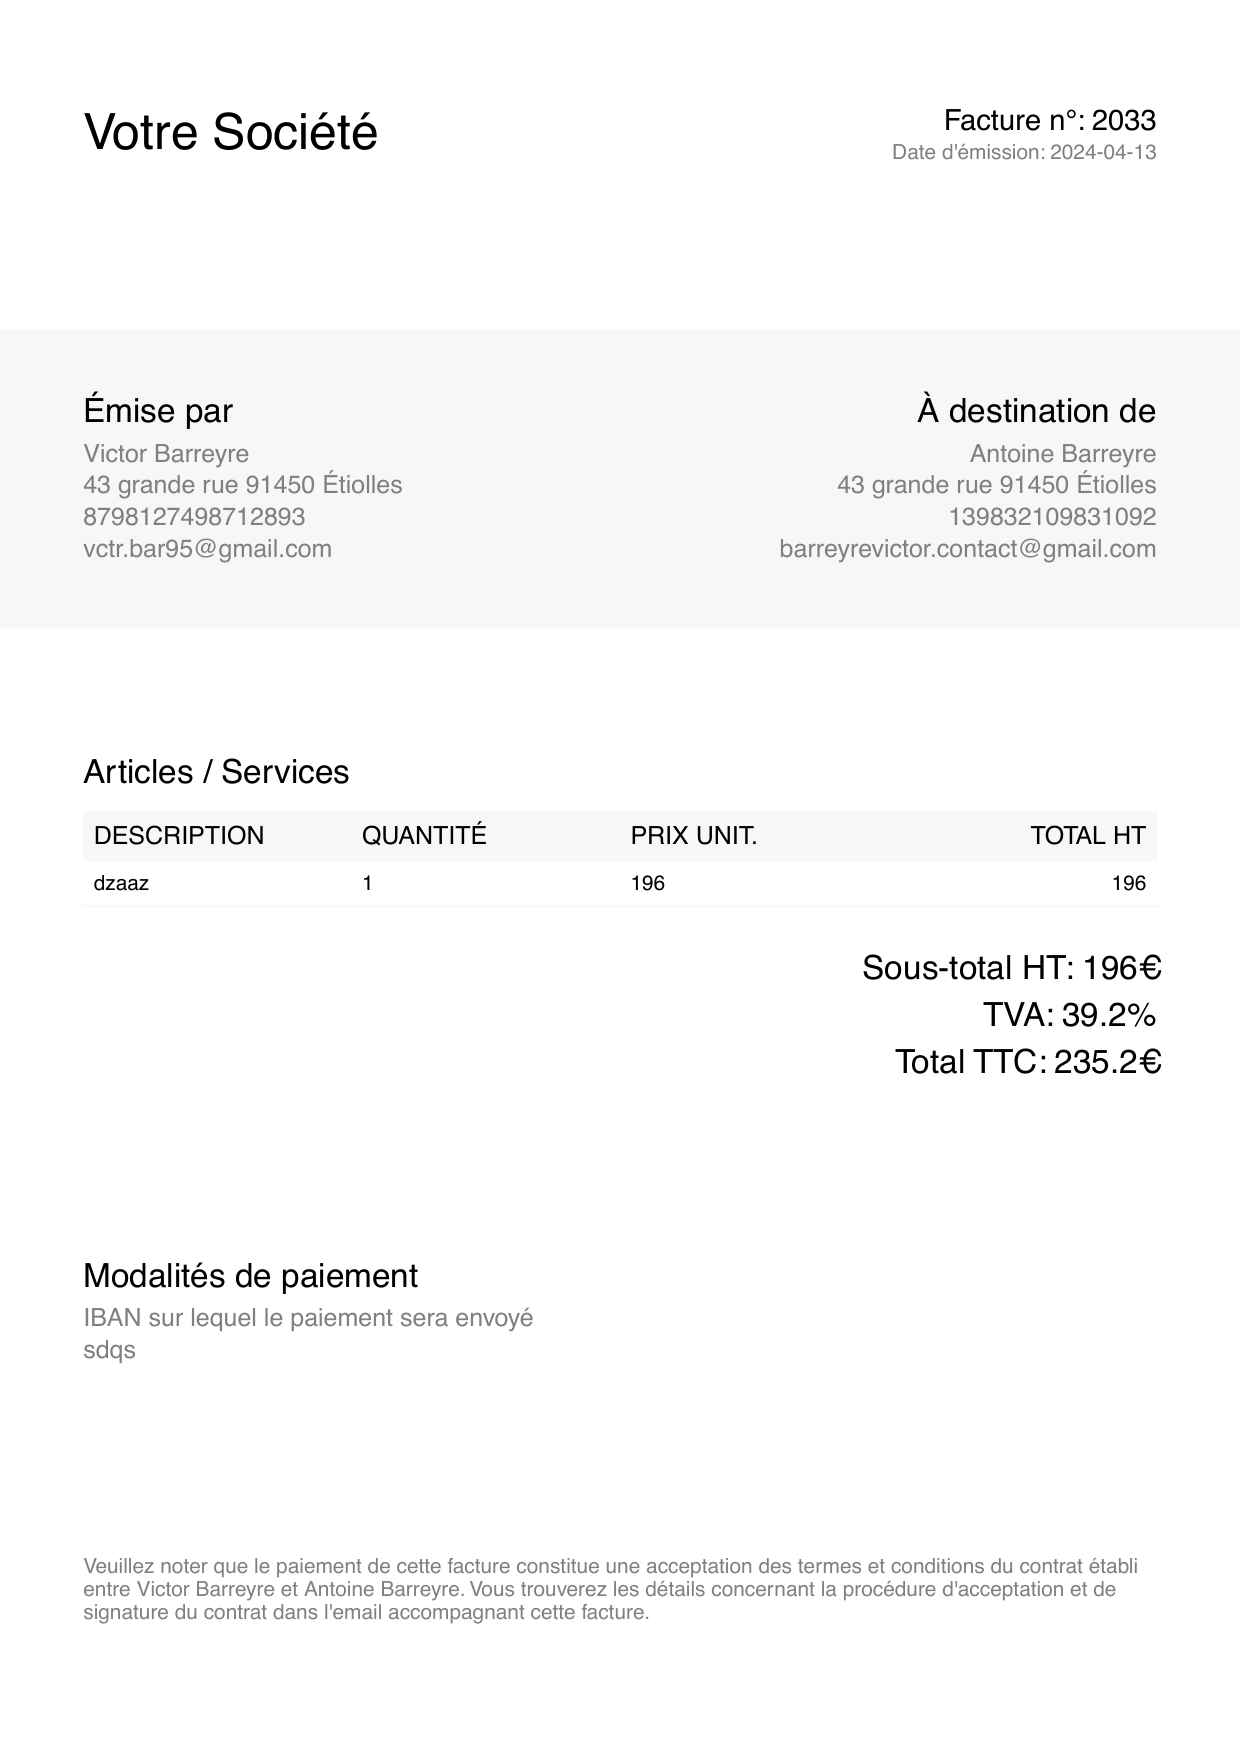 Votre Société
Facture n°: 2033
Date d'émission: 2024-04-13
Émise par
Victor Barreyre
43 grande rue 91450 Étiolles
8798127498712893
vctr.bar95@gmail.com
À destination de
Antoine Barreyre
43 grande rue 91450 Étiolles
139832109831092
barreyrevictor.contact@gmail.com
Articles / Services
DESCRIPTION QUANTITÉ PRIX UNIT. TOTAL HT
dzaaz 1 196 196
Sous-total HT: 196€
TVA: 39.2%
Total TTC: 235.2€
Modalités de paiement
IBAN sur lequel le paiement sera envoyé
sdqs
Veuillez noter que le paiement de cette facture constitue une acceptation des termes et conditions du contrat établi
entre Victor Barreyre et Antoine Barreyre. Vous trouverez les détails concernant la procédure d'acceptation et de
signature du contrat dans l'email accompagnant cette facture.